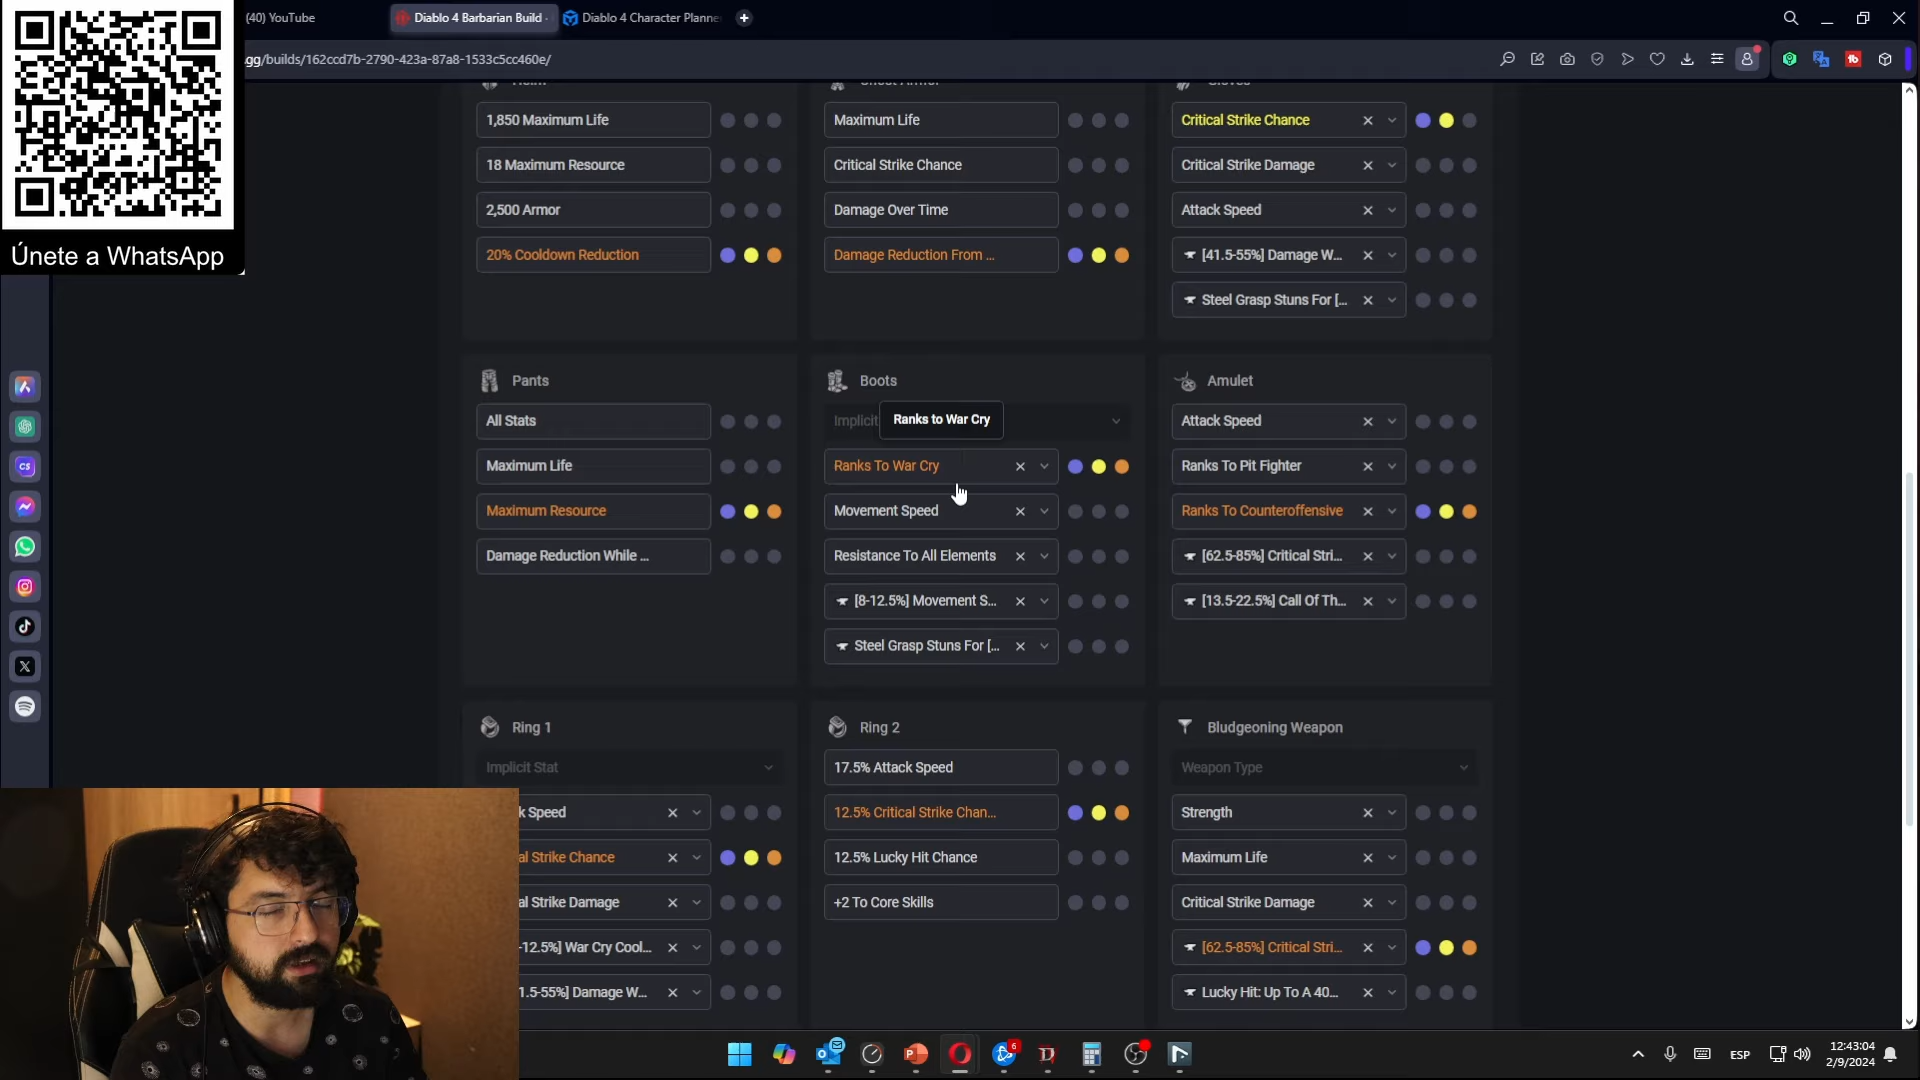 (40) YouTube
Diablo 4 Barbarian Build -
Diablo 4 Character Planne
gg/builds/162ccd7b-2790-423a-87a8-1533c5cc460e/
Únete a WhatsApp
1,850 Maximum Life
18 Maximum Resource
2,500 Armor
20% Cooldown Reduction
Maximum Life
Critical Strike Chance
Damage Over Time
Damage Reduction From ...
Critical Strike Chance
Critical Strike Damage
Attack Speed
[41.5-55%] Damage W...
Steel Grasp Stuns For [...
Pants
All Stats
Maximum Life
Maximum Resource
Damage Reduction While ...
Boots
Implicit
Ranks to War Cry
Ranks To War Cry
Movement Speed
Resistance To All Elements
[8-12.5%] Movement S...
Steel Grasp Stuns For [...
Amulet
Attack Speed
Ranks To Pit Fighter
Ranks To Counteroffensive
[62.5-85%] Critical Stri...
[13.5-22.5%] Call Of Th...
Ring 1
Implicit Stat
k Speed
al Strike Chance
al Strike Damage
-12.5%] War Cry Cool...
1.5-55%] Damage W...
Ring 2
17.5% Attack Speed
12.5% Critical Strike Chan...
12.5% Lucky Hit Chance
+2 To Core Skills
Bludgeoning Weapon
Weapon Type
Strength
Maximum Life
Critical Strike Damage
[62.5-85%] Critical Stri...
Lucky Hit: Up To A 40...
6
ESP
12:43:04
2/9/2024